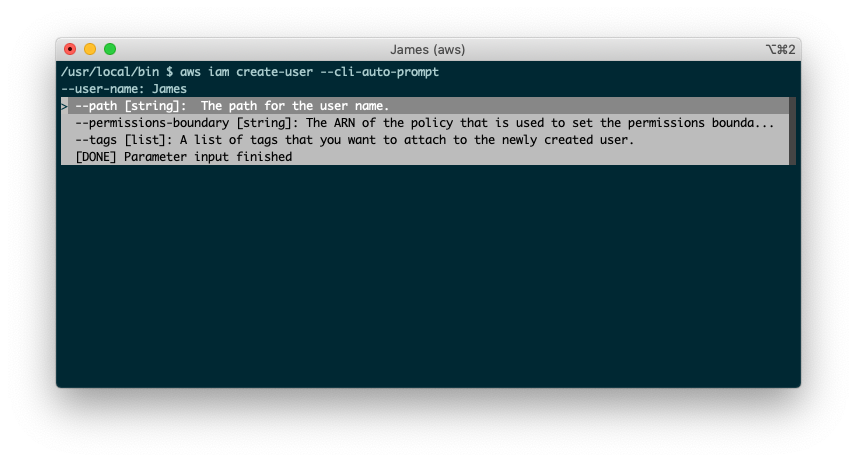 James (aws)
⌥⌘2
/usr/local/bin $ aws iam create-user --cli-auto-prompt
--user-name: James
> --path [string]:  The path for the user name.
--permissions-boundary [string]: The ARN of the policy that is used to set the permissions bounda...
--tags [list]: A list of tags that you want to attach to the newly created user.
[DONE] Parameter input finished